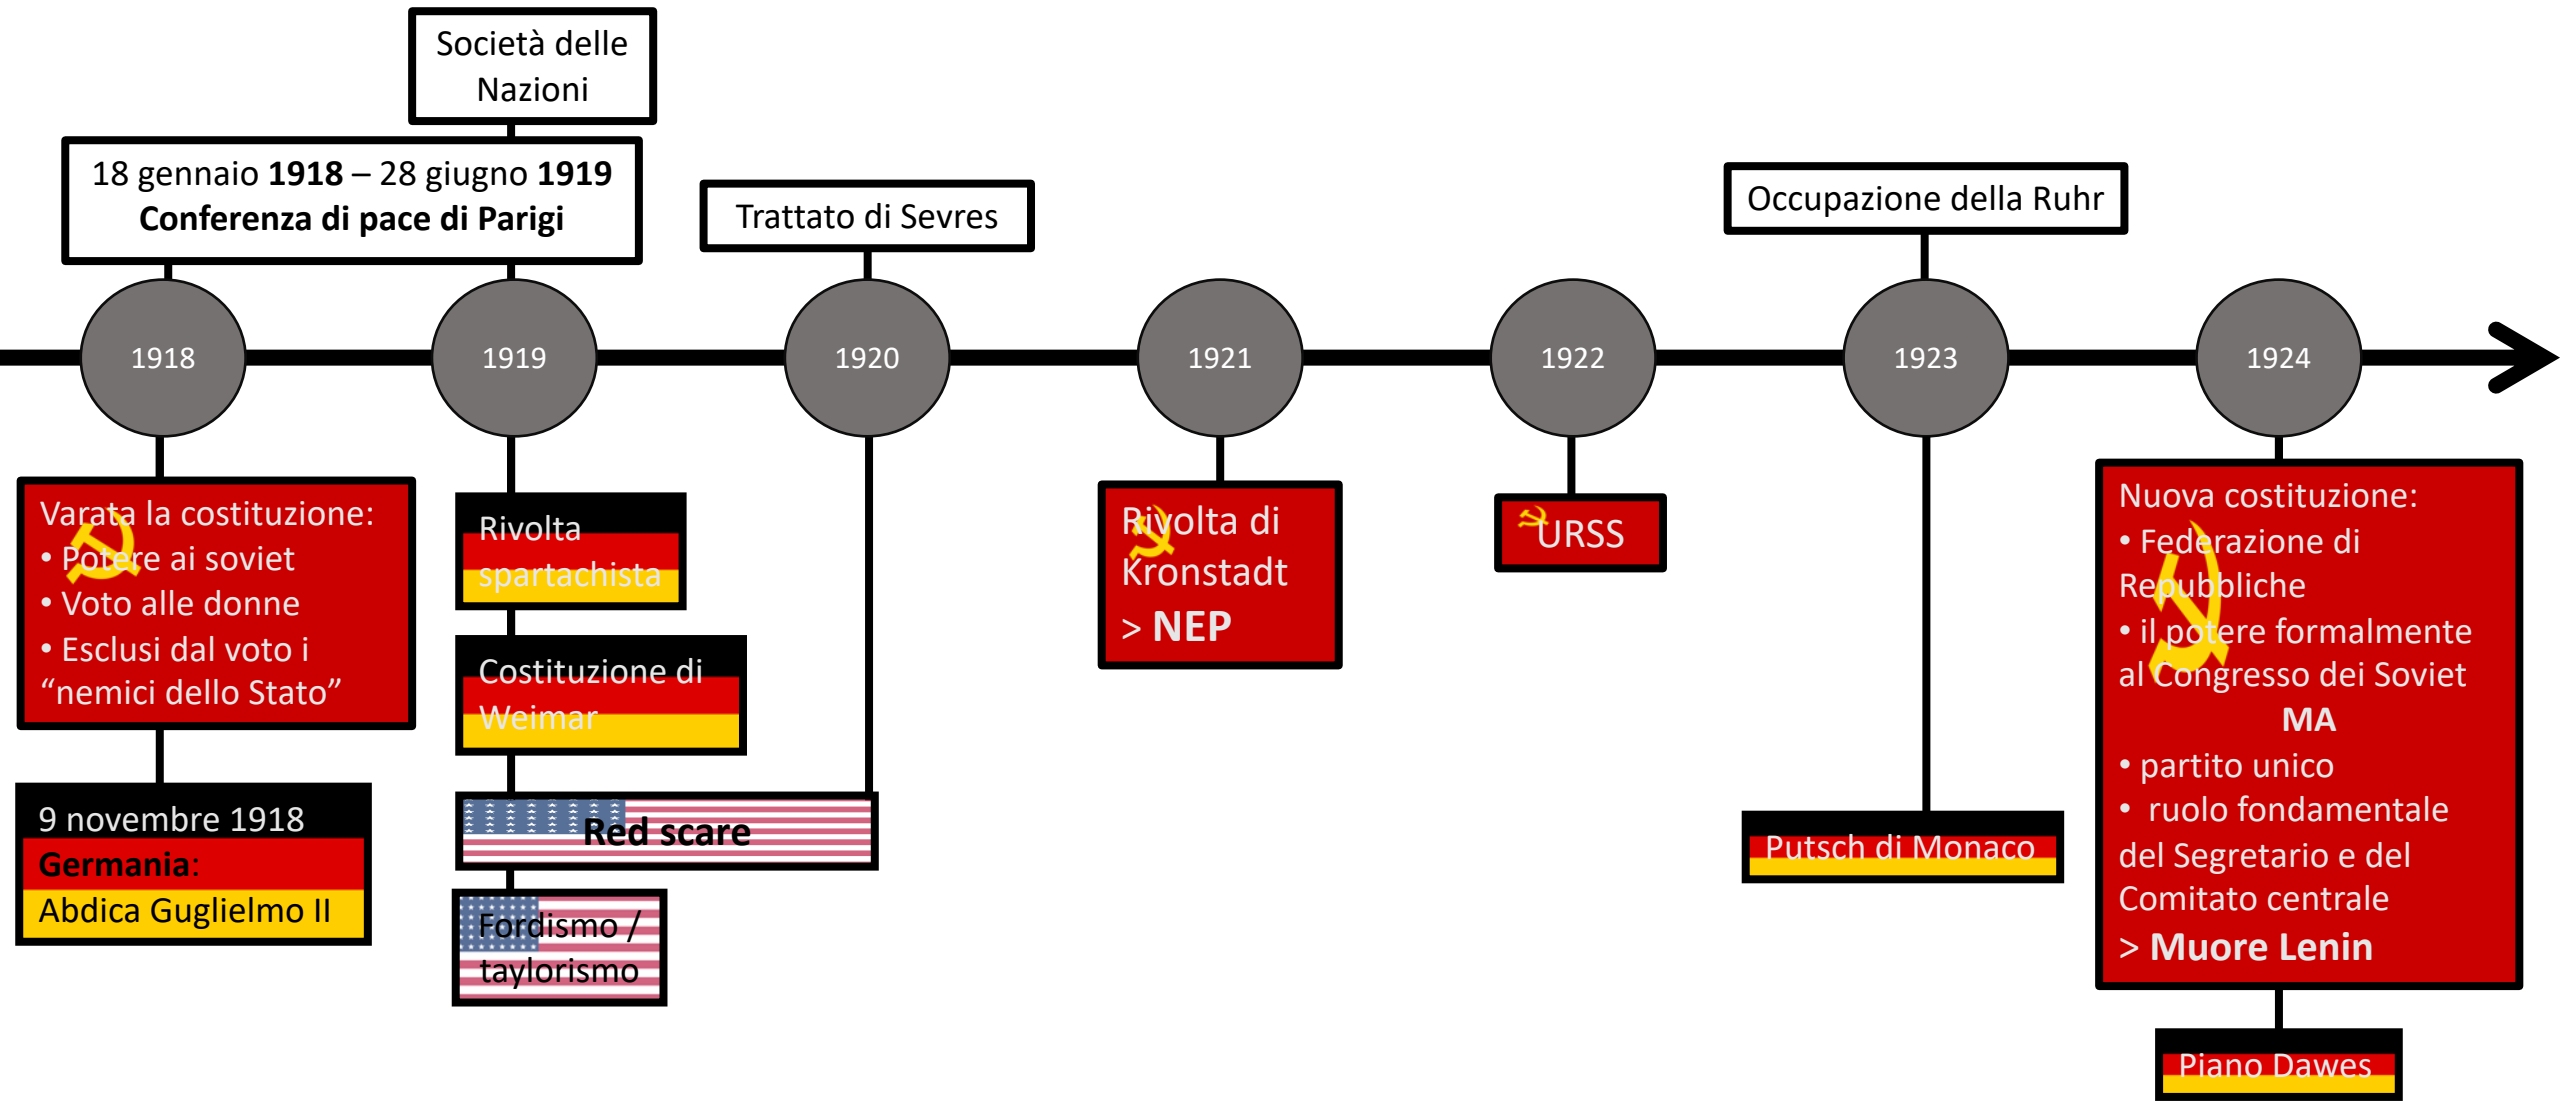 Società delle
Nazioni
18 gennaio 1918 – 28 giugno 1919
Conferenza di pace di Parigi
Trattato di Sevres
Occupazione della Ruhr
1918
1919
1920
1921
1922
1923
1924
Varata la costituzione:
• Potere ai soviet
• Voto alle donne
• Esclusi dal voto i
“nemici dello Stato”
9 novembre 1918
Germania:
Abdica Guglielmo II
Rivolta
spartachista
Costituzione di
Weimar
Red scare
Fordismo /
taylorismo
Rivolta di
Kronstadt
> NEP
URSS
Putsch di Monaco
Nuova costituzione:
• Federazione di
Repubbliche
• il potere formalmente
al Congresso dei Soviet
MA
• partito unico
• ruolo fondamentale
del Segretario e del
Comitato centrale
> Muore Lenin
Piano Dawes